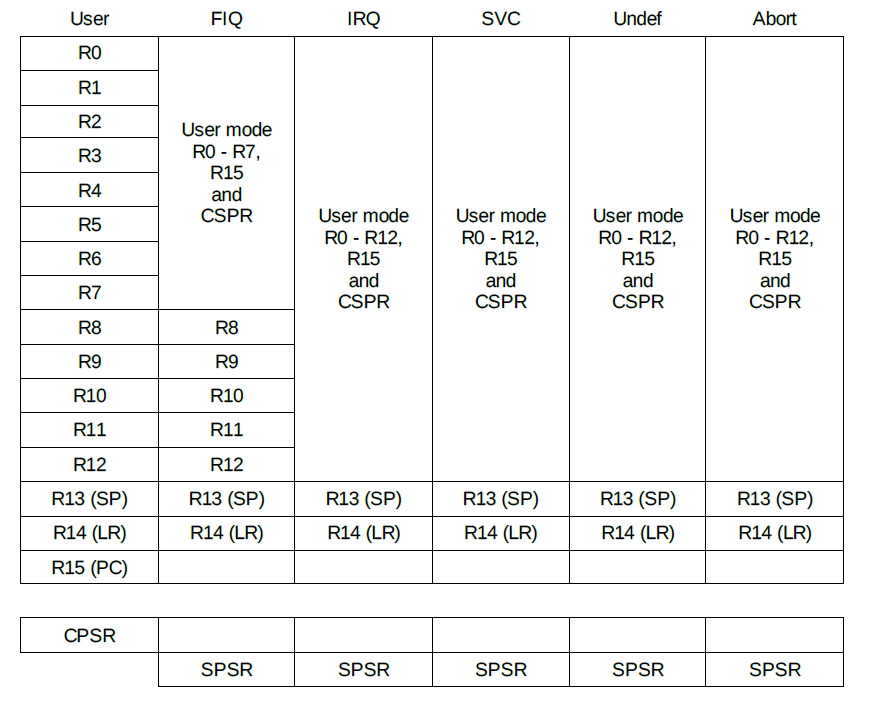 User FIQ IRQ SVC Undef Abort
R0
R1
R2
R3
R4
R5
R6
R7
User mode
R0 - R7,
R15
and
CSPR
User mode
R0 - R12,
R15
and
CSPR
User mode
R0 - R12,
R15
and
CSPR
User mode
R0 - R12,
R15
and
CSPR
User mode
R0 - R12,
R15
and
CSPR
R8 R8
R9 R9
R10 R10
R11 R11
R12 R12
R13 (SP) R13 (SP) R13 (SP) R13 (SP) R13 (SP) R13 (SP)
R14 (LR) R14 (LR) R14 (LR) R14 (LR) R14 (LR) R14 (LR)
R15 (PC)
CPSR
SPSR SPSR SPSR SPSR SPSR